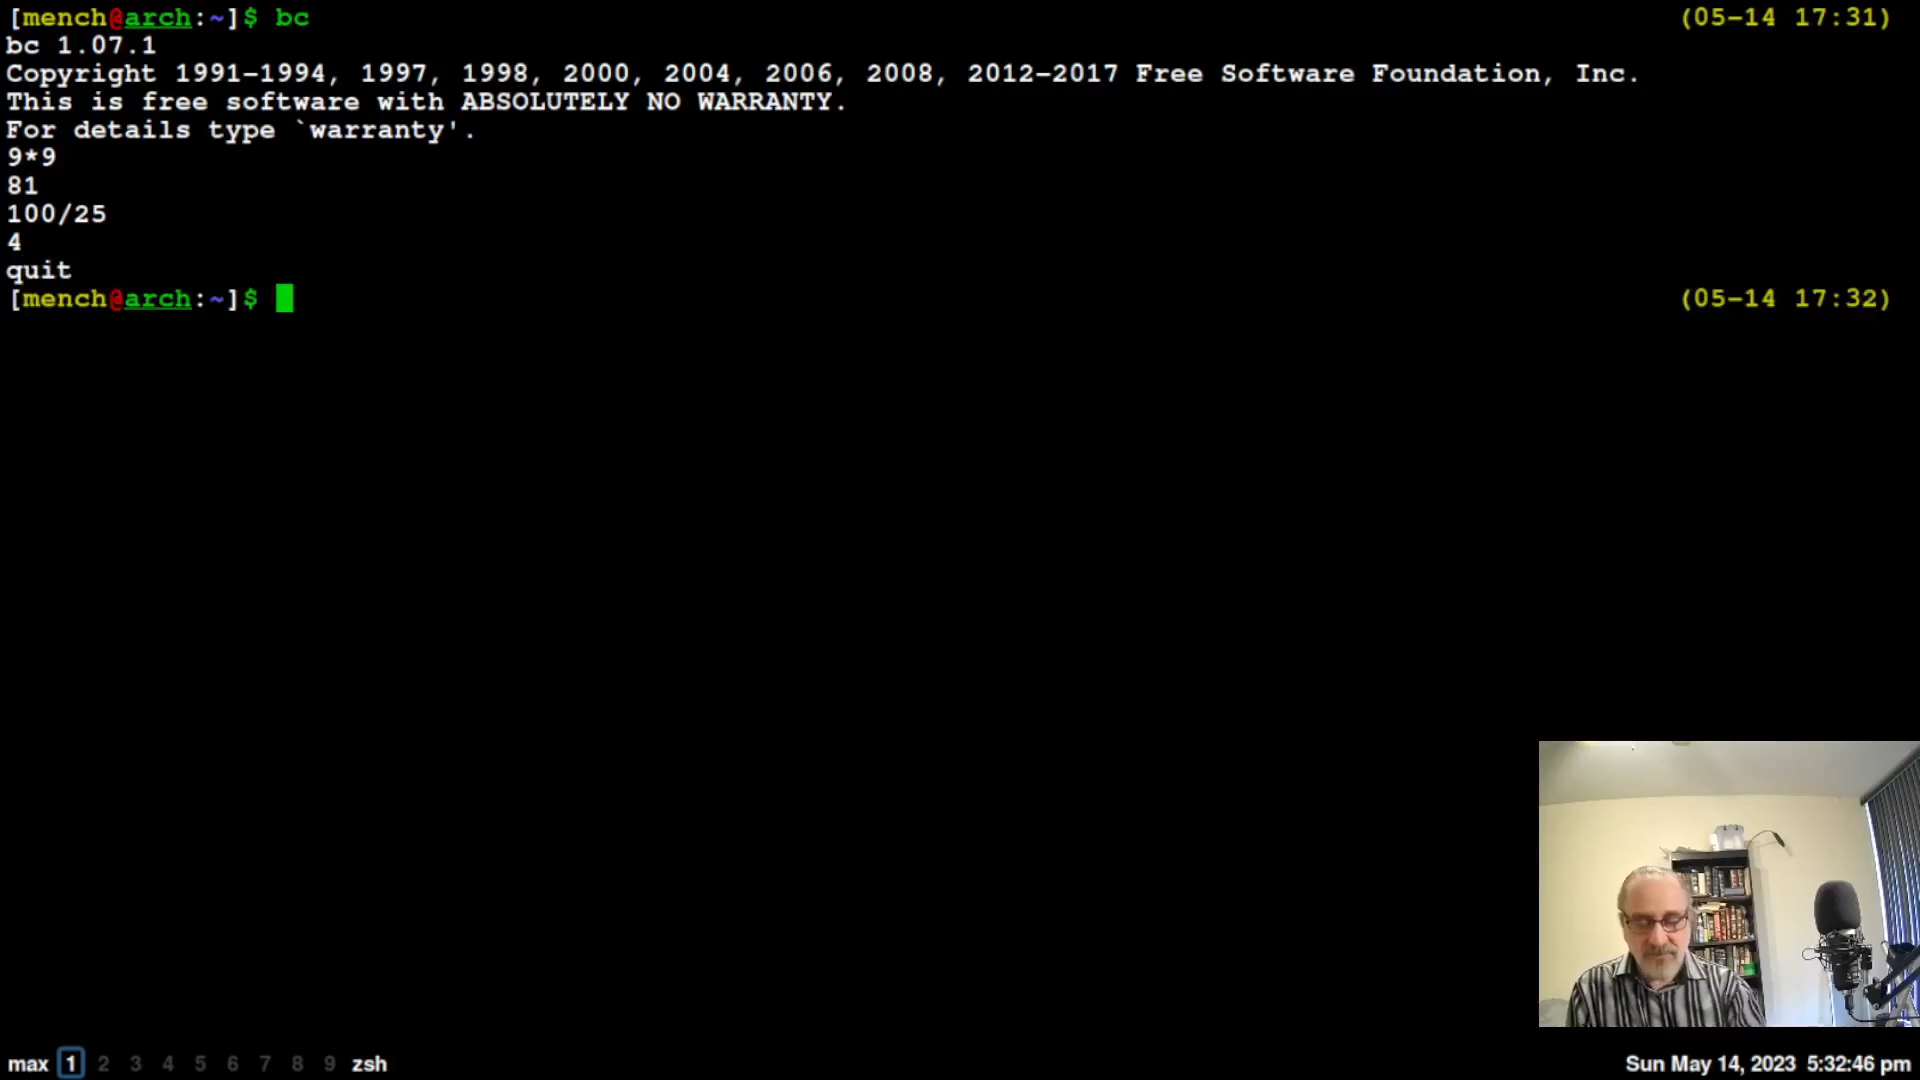 [mench@arch:~]$ bc (05-14 17:31)
bc 1.07.1
Copyright 1991-1994, 1997, 1998, 2000, 2004, 2006, 2008, 2012-2017 Free Software Foundation, Inc.
This is free software with ABSOLUTELY NO WARRANTY.
For details type `warranty'.
9*9
81
100/25
4
quit
[mench@arch:~]$ (05-14 17:32)
max 1 2 3 4 5 6 7 8 9 zsh Sun May 14, 2023 5:32:46 pm